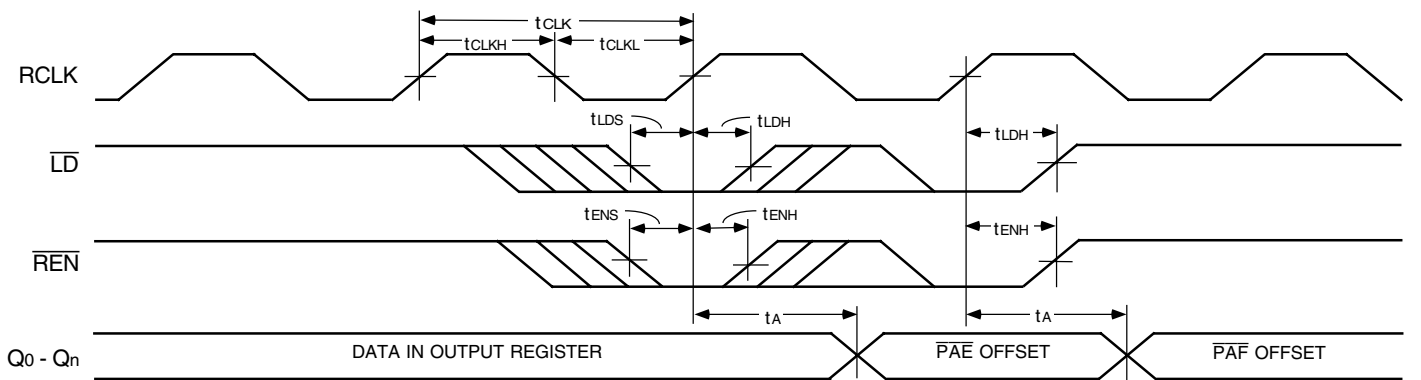 tCLK
tCLKH tCLKL
RCLK
tLDS tLDH tLDH
LD
tENS tENH tENH
REN
tA tA
Q0 - Qn DATA IN OUTPUT REGISTER PAE OFFSET PAF OFFSET